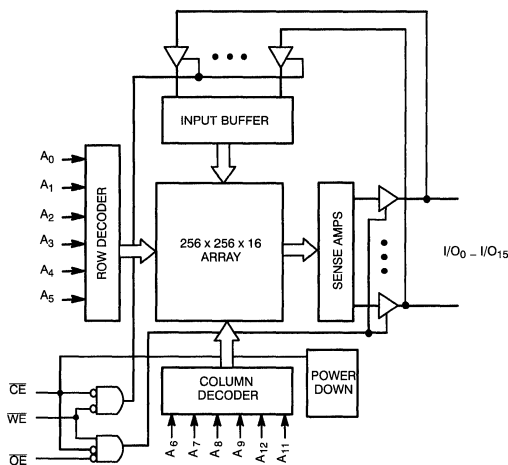 INPUT BUFFER
A0
A1
A2
A3
A4
A5
ROW DECODER
256 x 256 x 16
ARRAY
SENSE AMPS
I/O0 – I/O15
CE
WE
OE
COLUMN
DECODER
POWER
DOWN
A6
A7
A8
A9
A12
A11